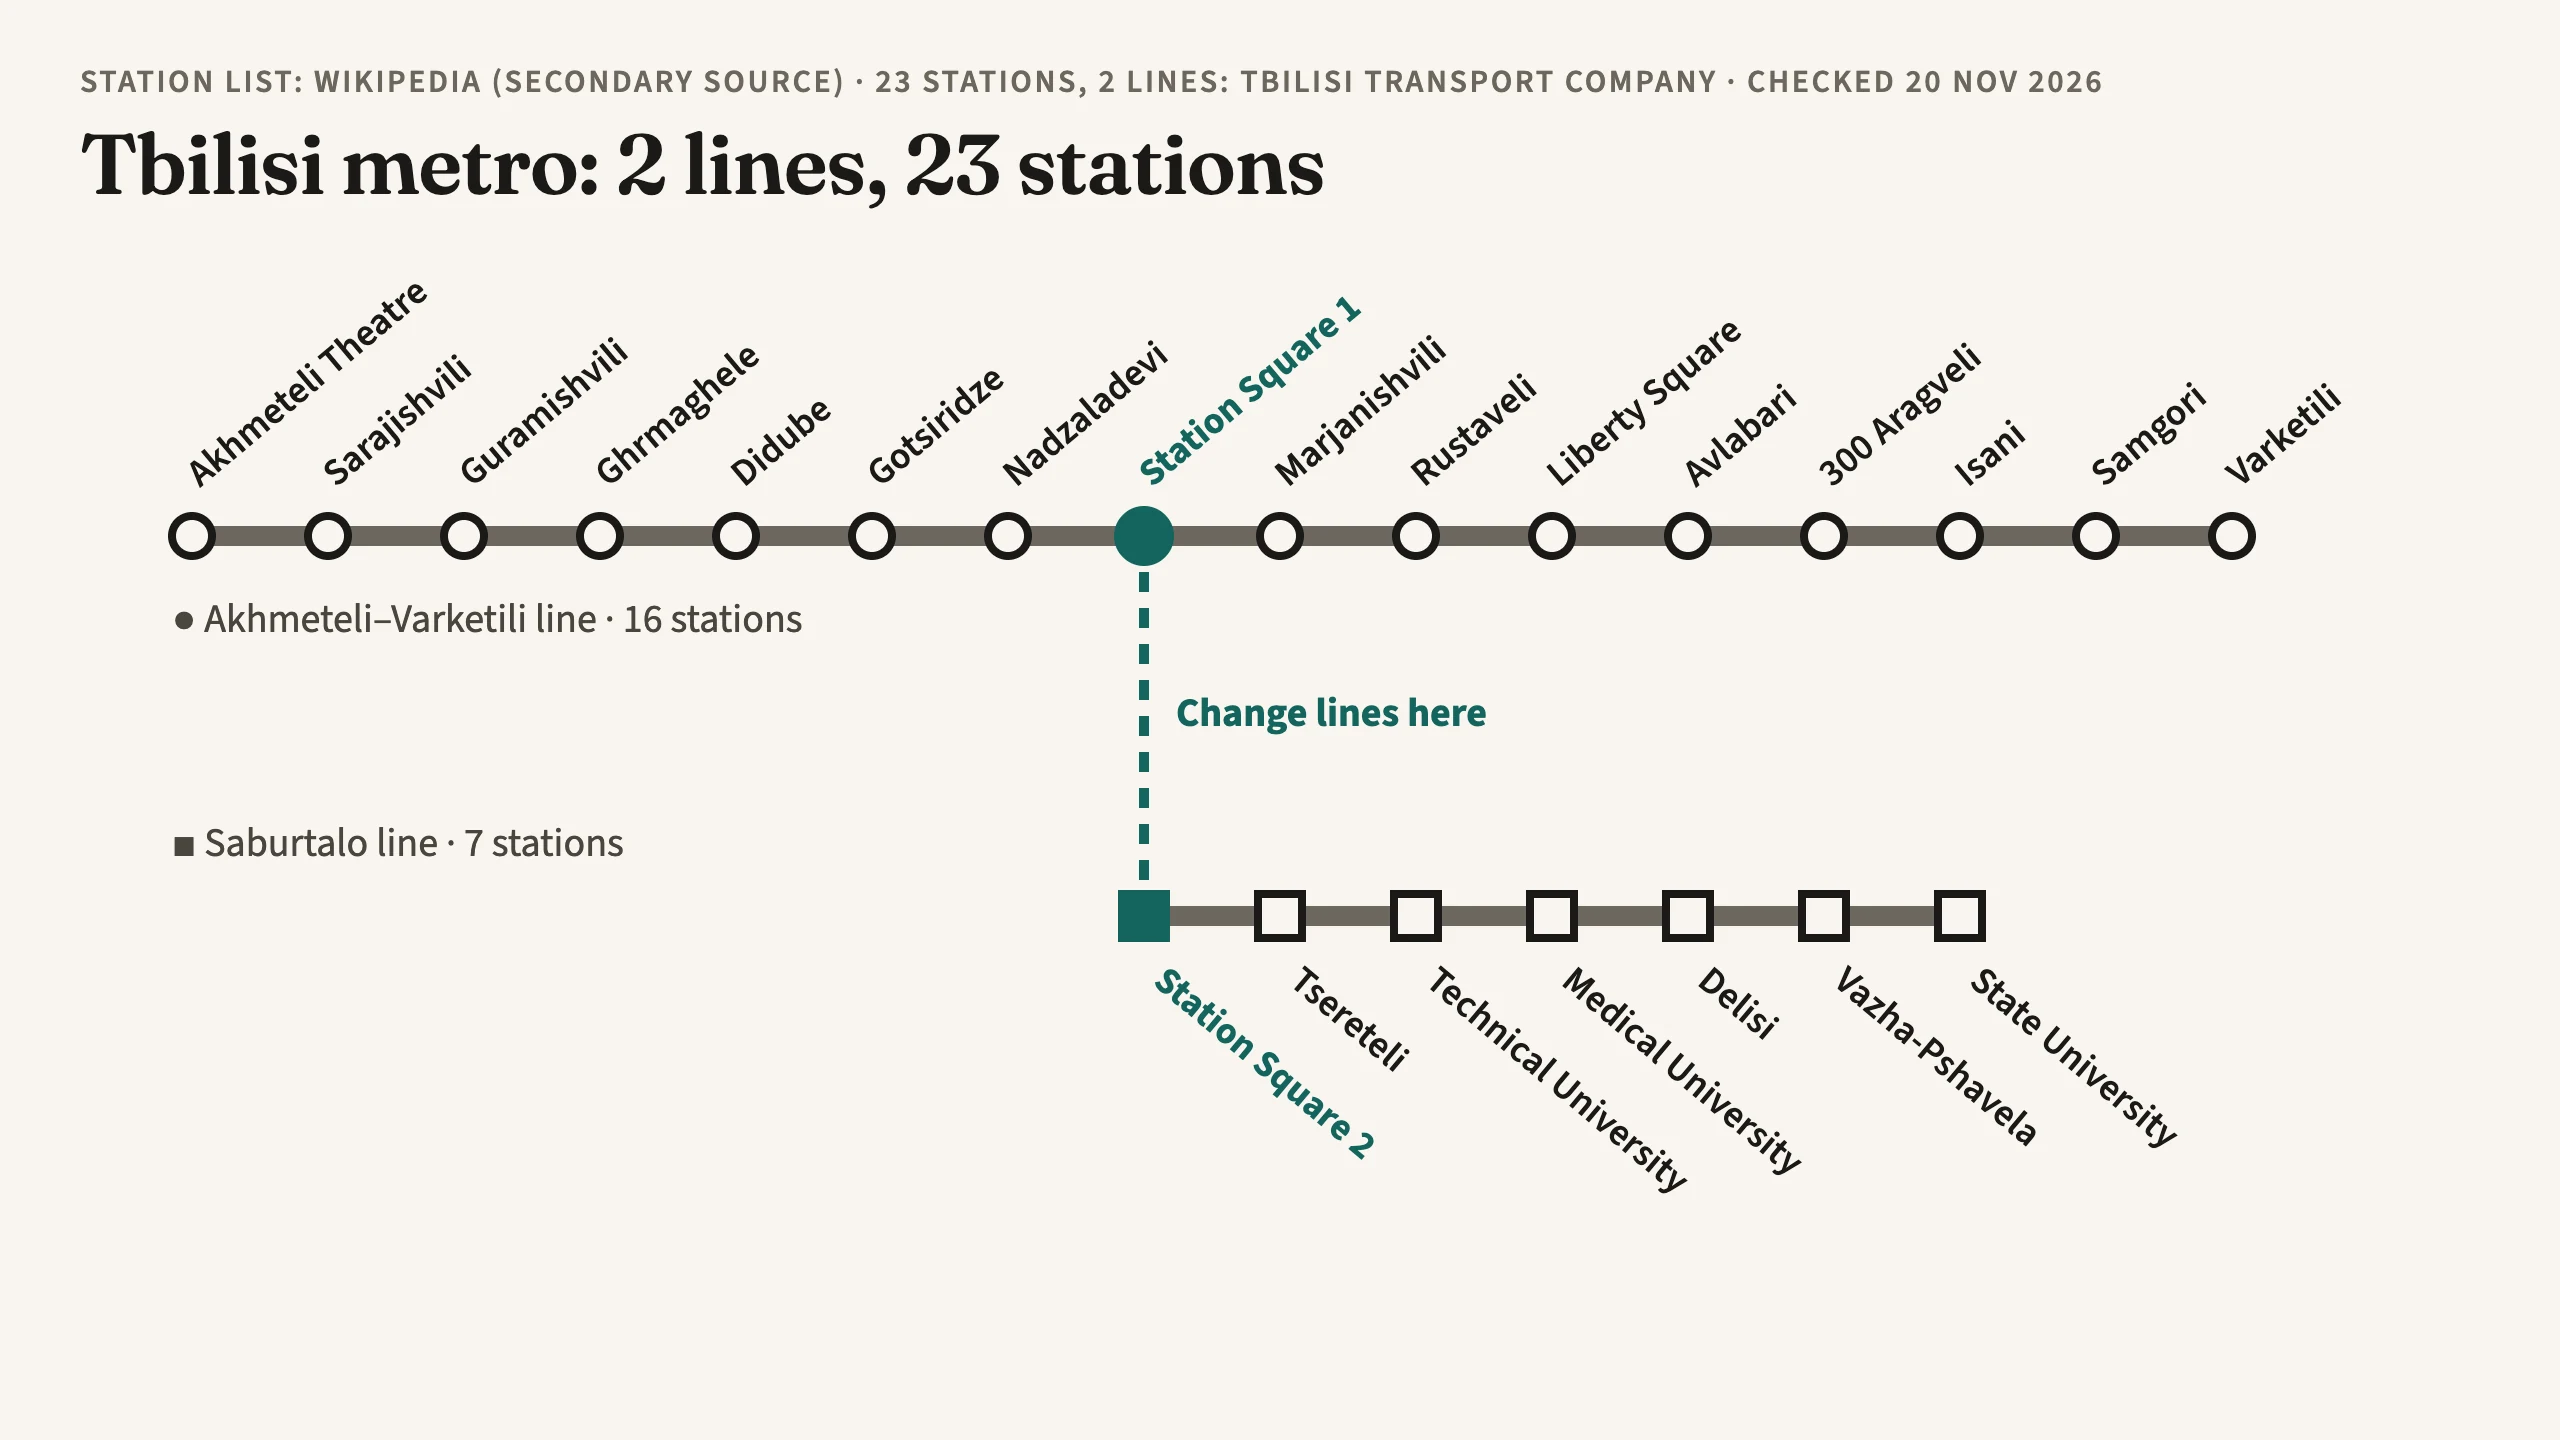 STATION LIST: WIKIPEDIA (SECONDARY SOURCE) · 23 STATIONS, 2 LINES: TBILISI TRANSPORT COMPANY · CHECKED 20 NOV 2026
Tbilisi metro: 2 lines, 23 stations
Akhmeteli Theatre
Sarajishvili
Guramishvili
Ghrmaghele
Didube
Gotsiridze
Nadzaladevi
Station Square 1
Marjanishvili
Rustaveli
Liberty Square
Avlabari
300 Aragveli
Isani
Samgori
Varketili
● Akhmeteli–Varketili line · 16 stations
Change lines here
■ Saburtalo line · 7 stations
Station Square 2
Tsereteli
Technical University
Medical University
Delisi
Vazha-Pshavela
State University